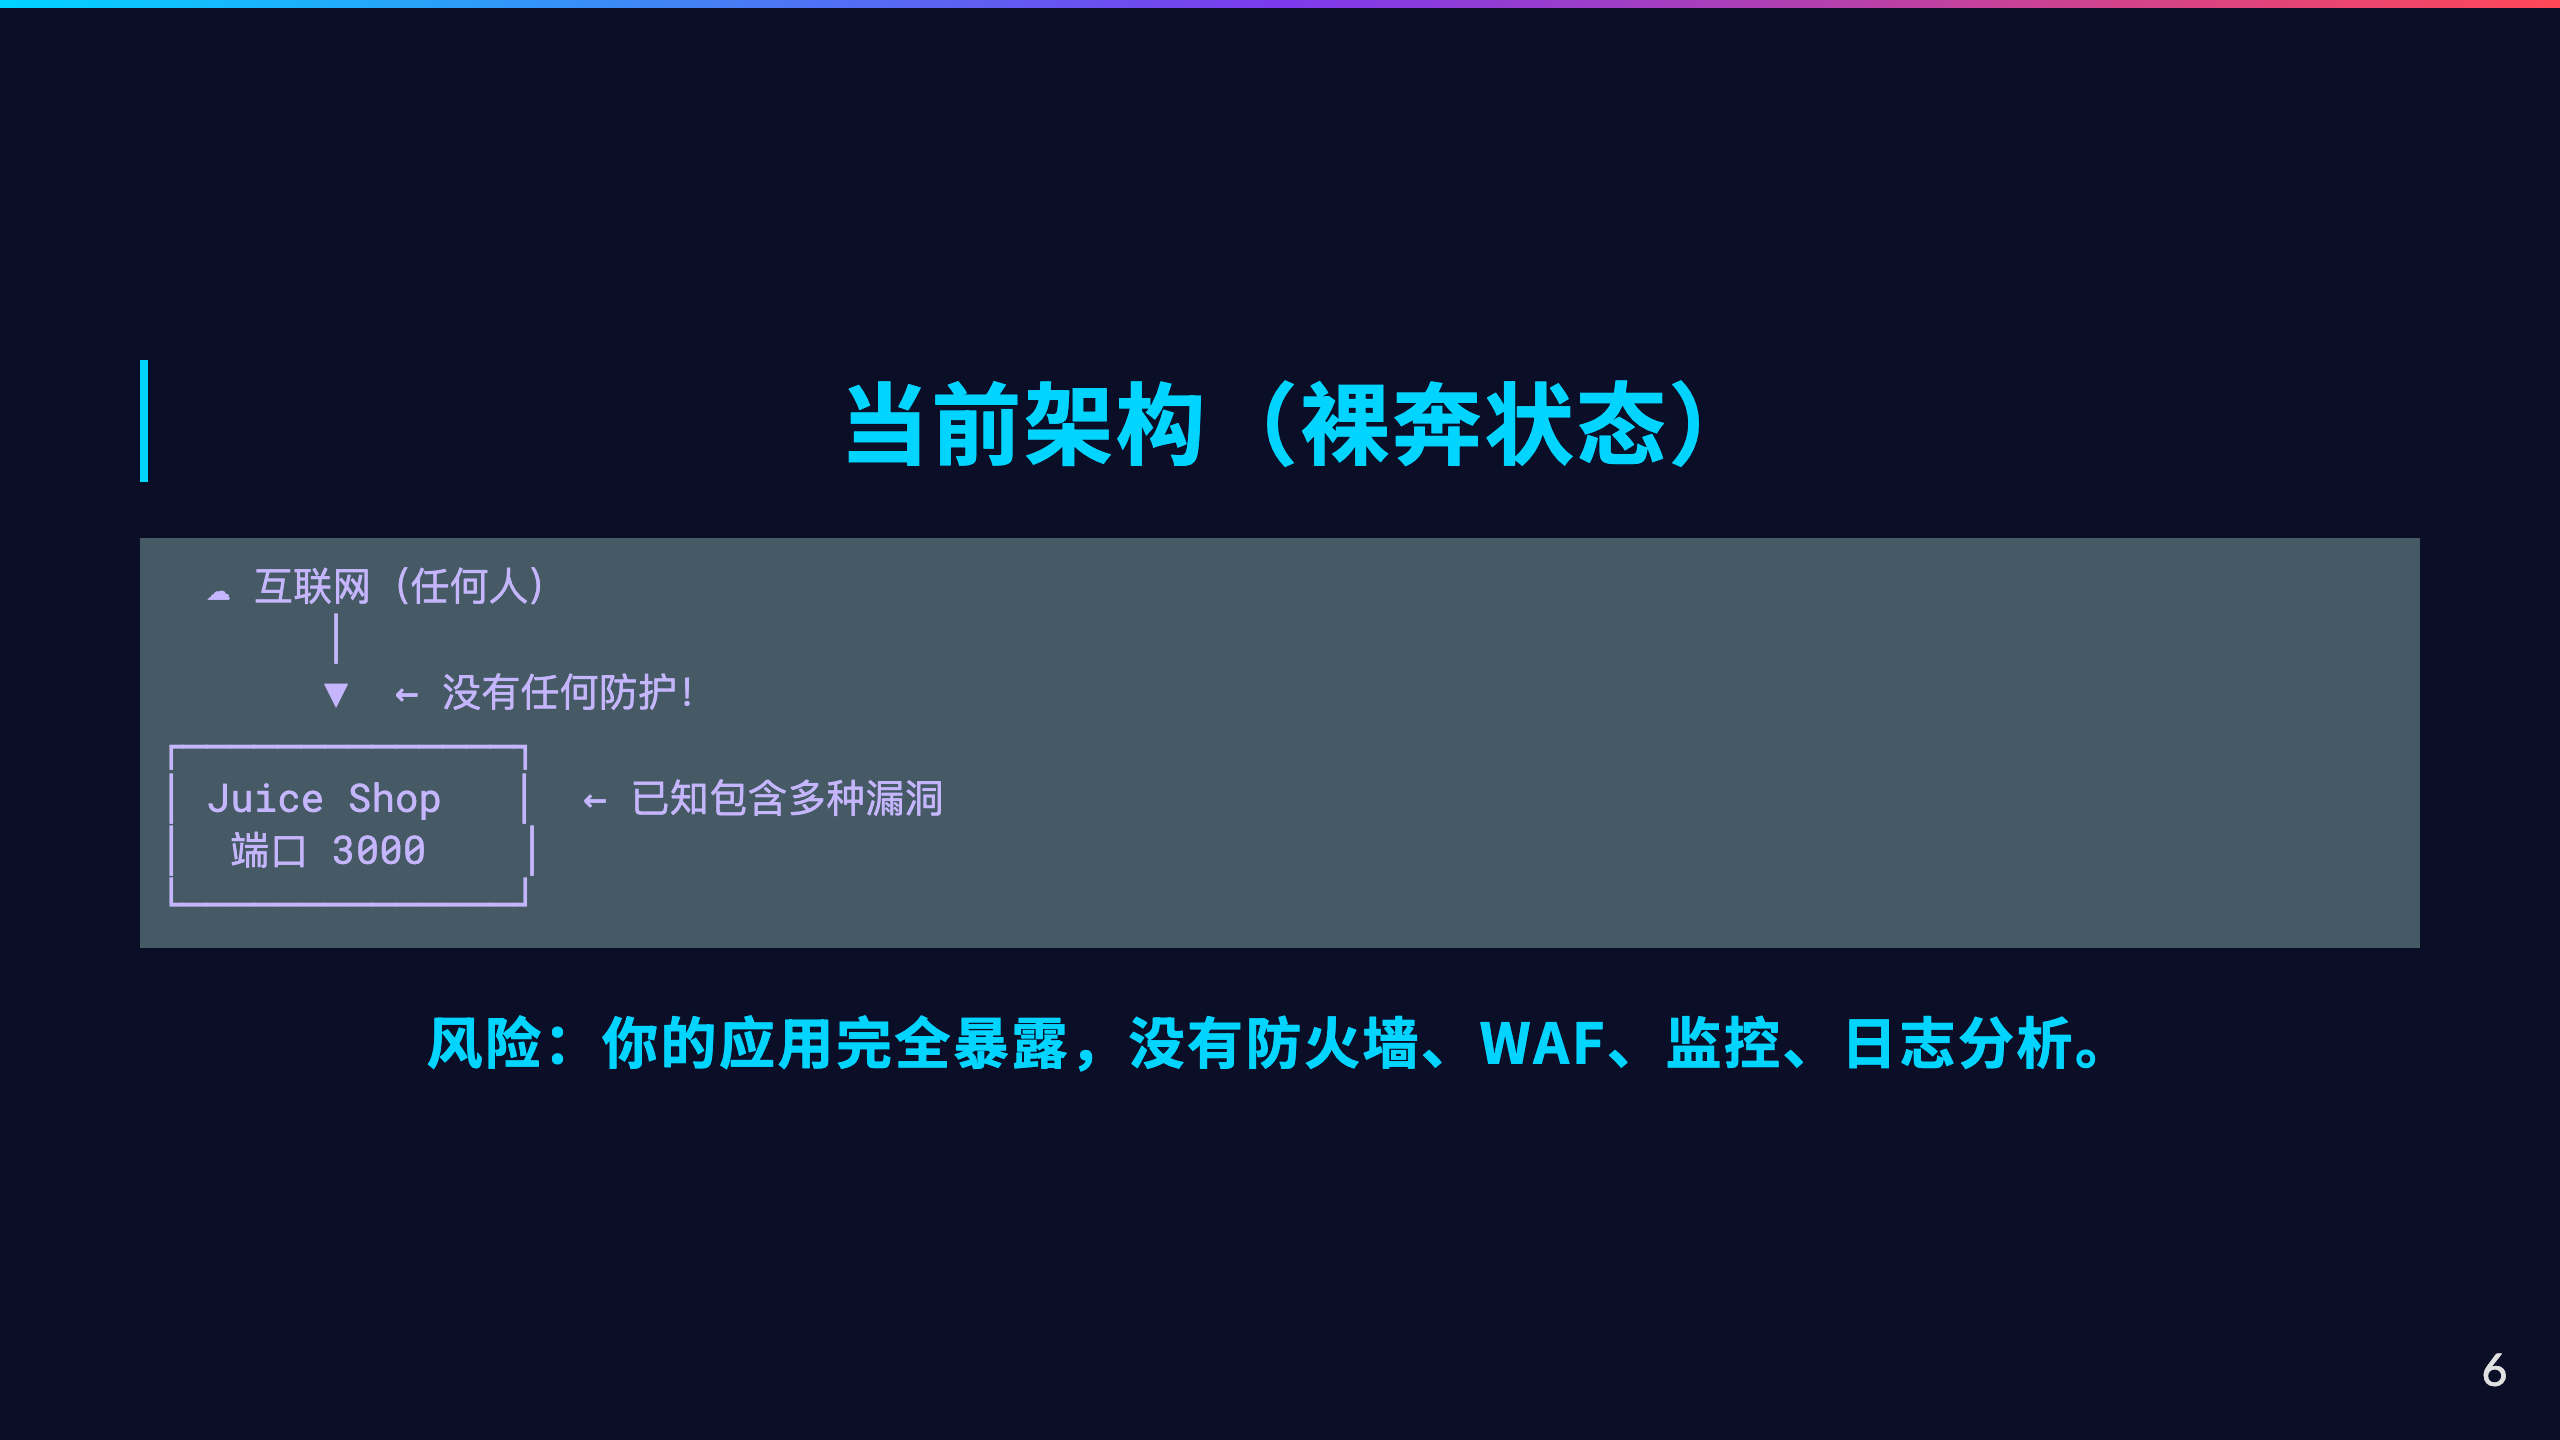 当前架构（裸奔状态）
☁ 互联网（任何人）
│
▼ ← 没有任何防护！
┌──────────────┐
│ Juice Shop │ ← 已知包含多种漏洞
│ 端口 3000 │
└──────────────┘
风险：你的应用完全暴露，没有防火墙、WAF、监控、日志分析。
6